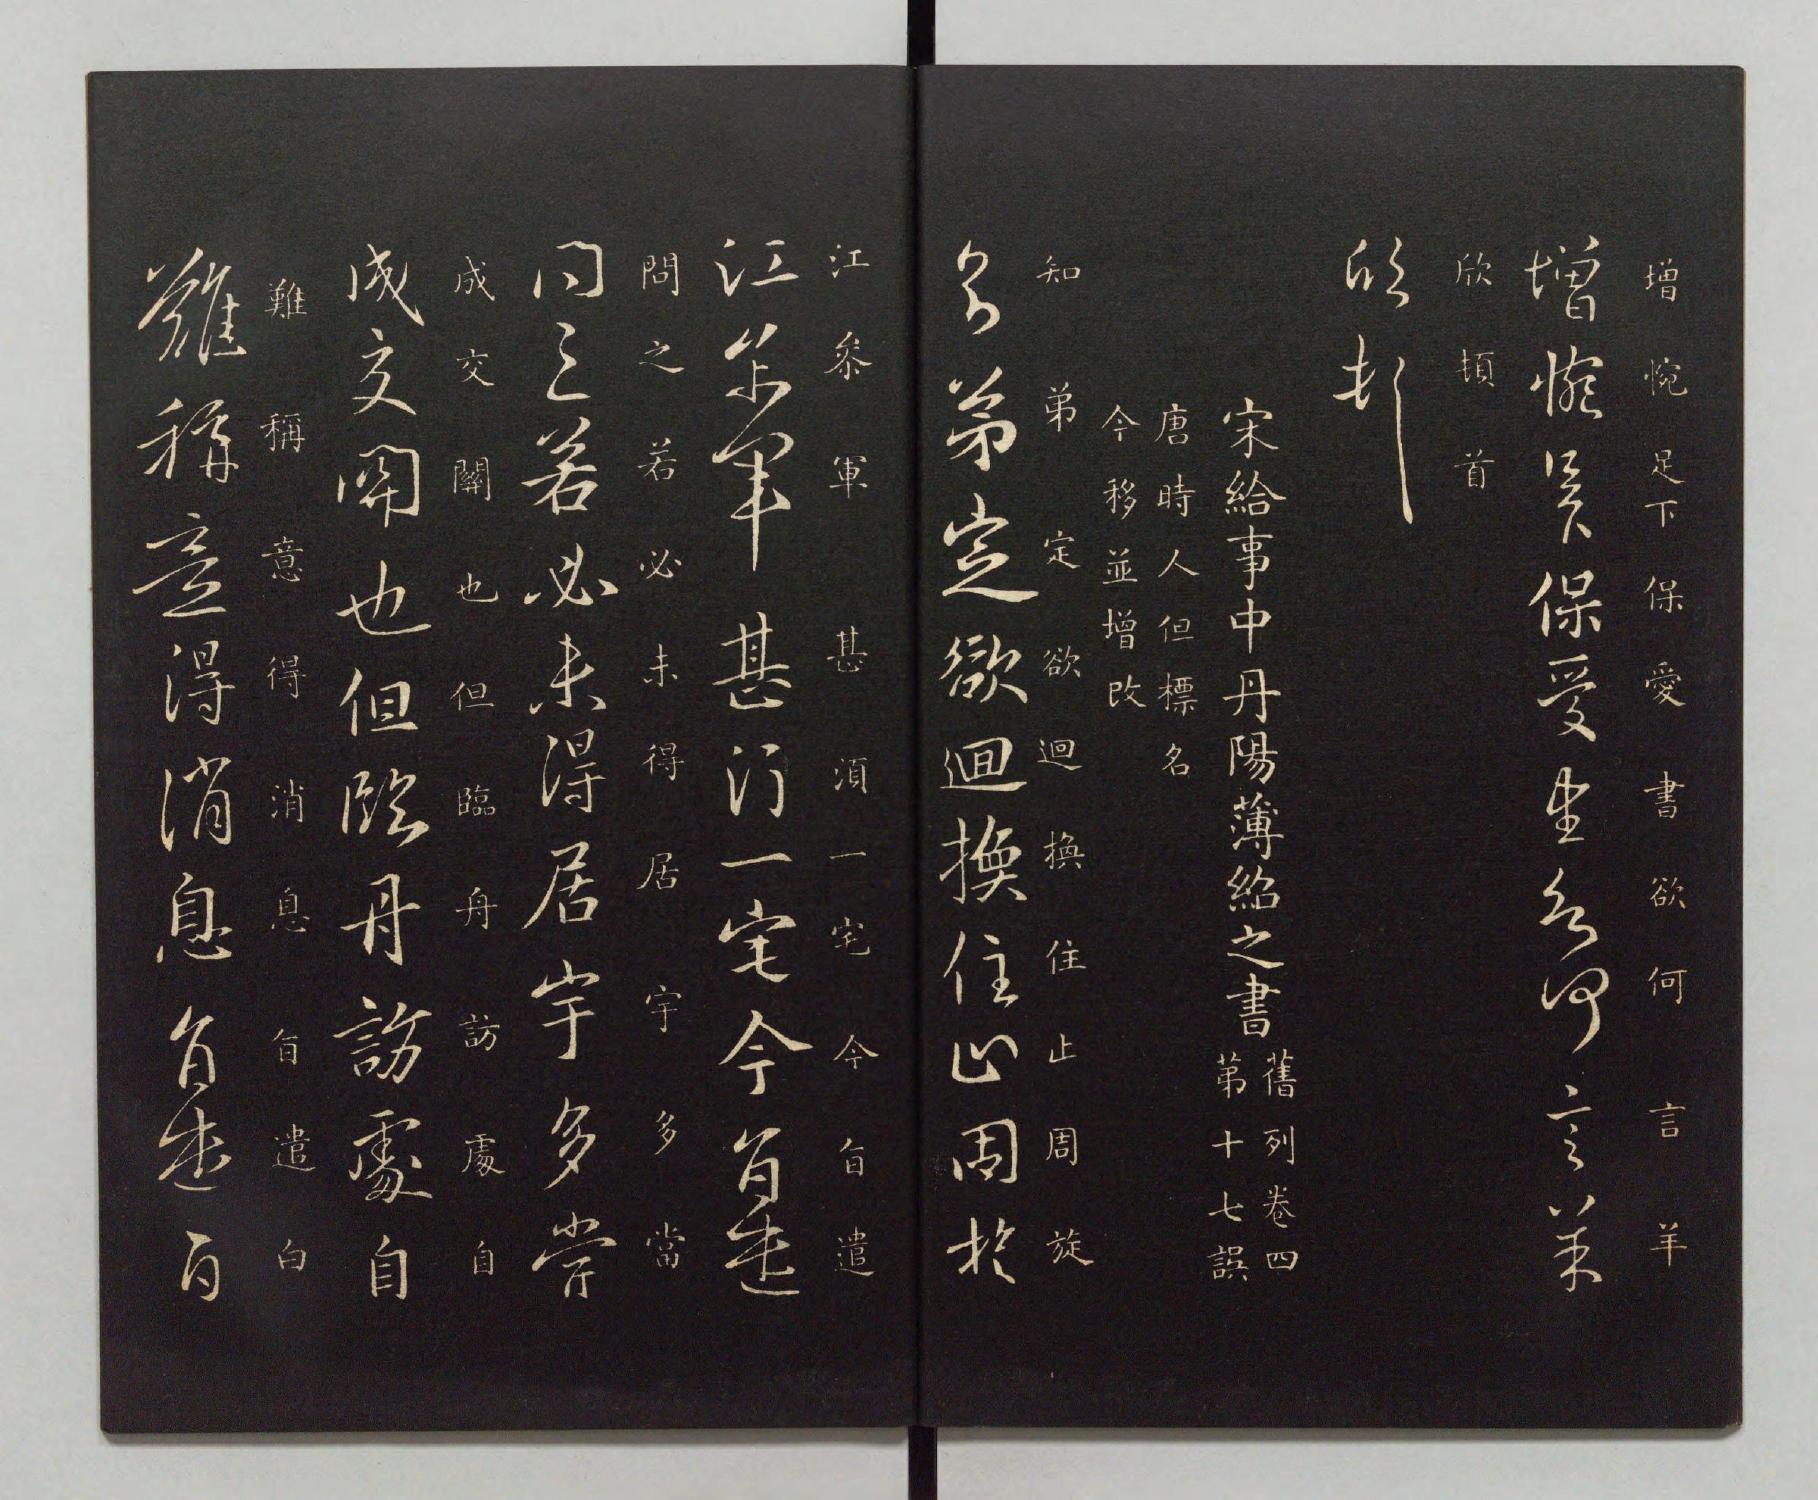 增惋足下保愛書欲何言羊
增惋足下保愛書欲何言羊
欣頓首
欣頓首
宋給事中丹陽薄紹之書
舊列卷四
第十七誤
唐時人但標名
今移並增改
知弟定欲迴換住止周旋
知弟定欲迴換住止周旋
江叅軍甚湏一宅今旨遣
江叅軍甚湏一宅今旨遣
問之若必未得居宇多當
問之若必未得居宇多當
成交關也但臨舟訪處自
成交關也但臨舟訪處自
難稱意得消息旨遣白
難稱意得消息旨遣白